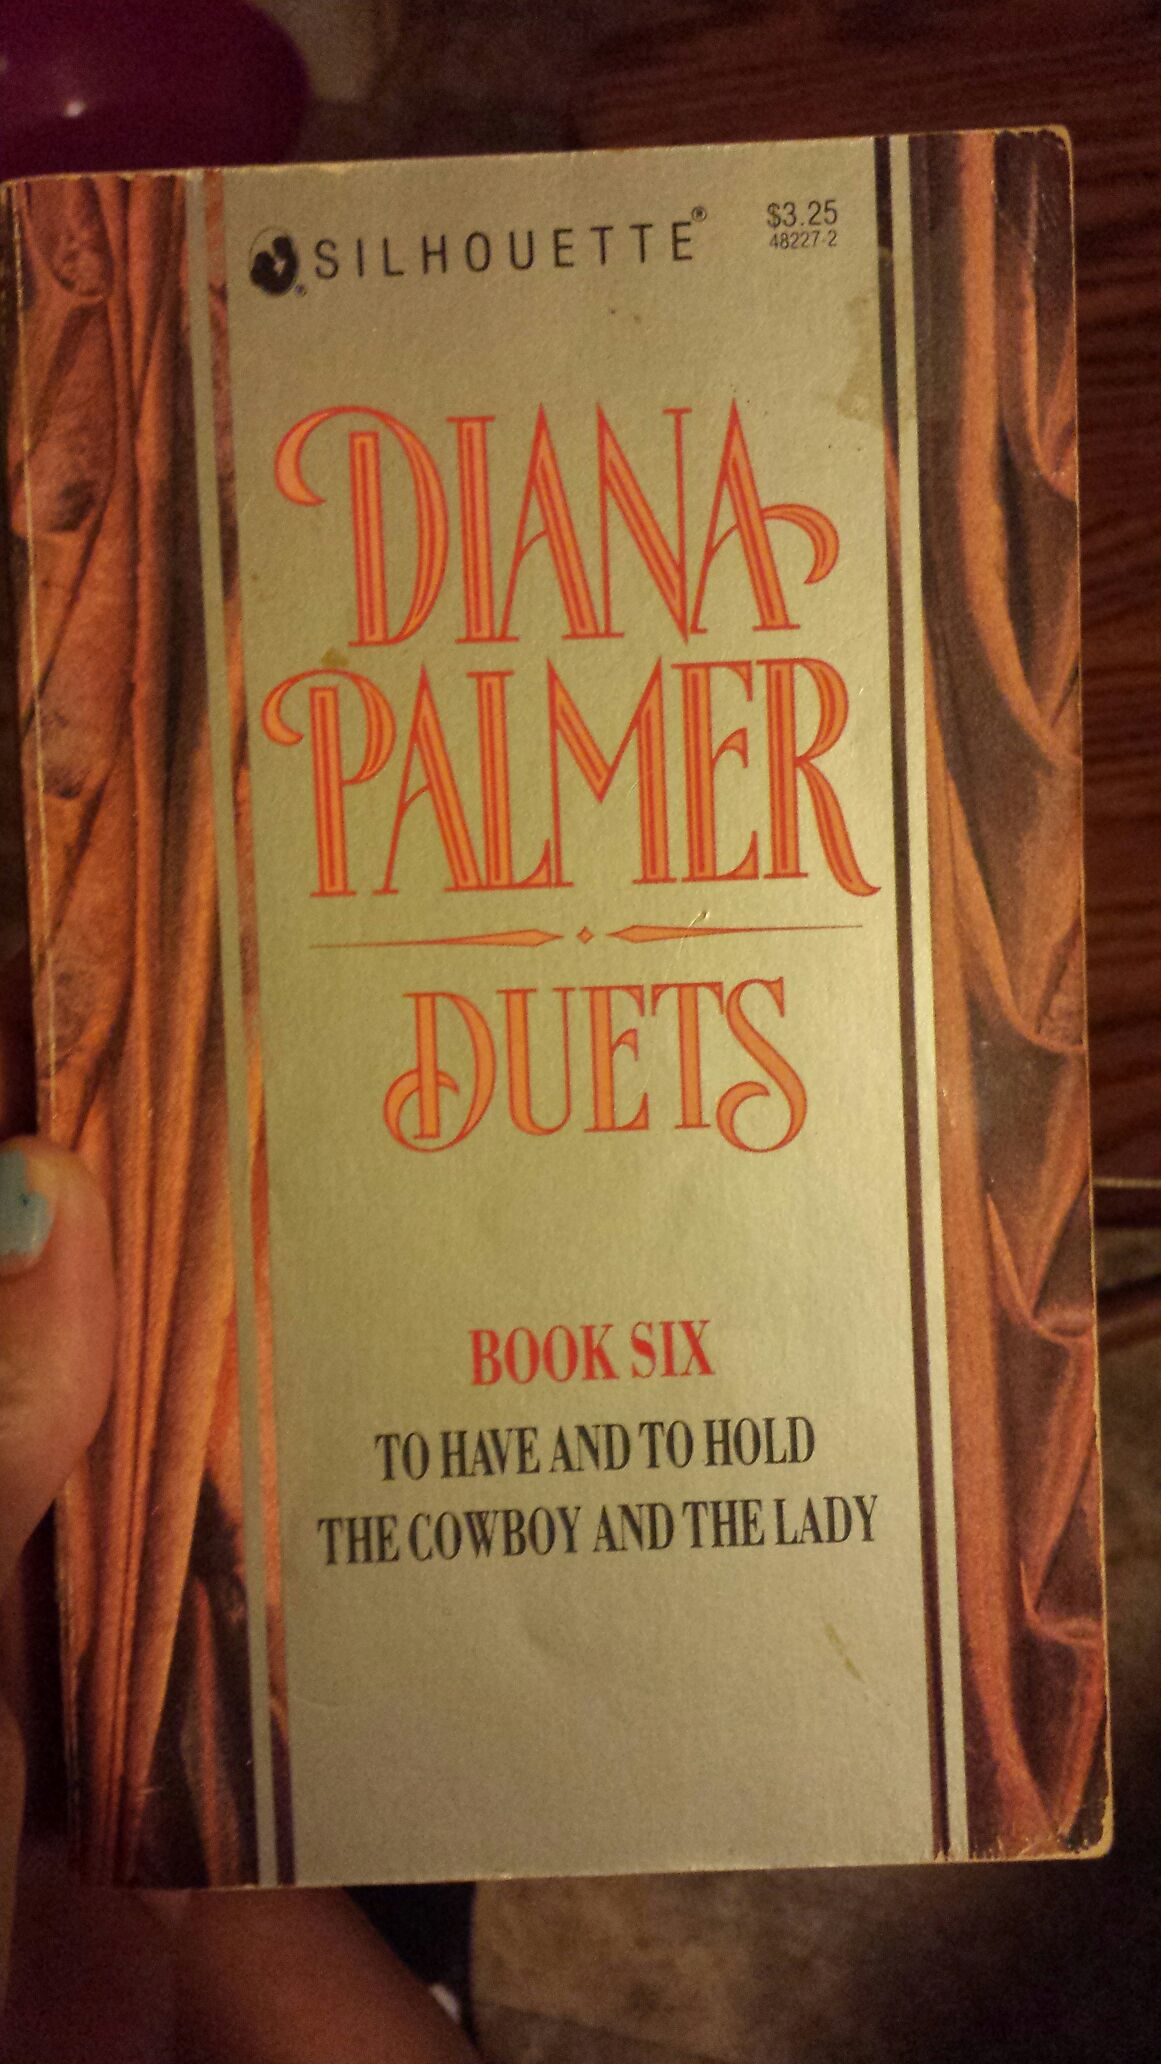 SILHOUETTE®
$3.25
48227-2
DIANA
PALMER
DUETS
BOOK SIX
TO HAVE AND TO HOLD
THE COWBOY AND THE LADY